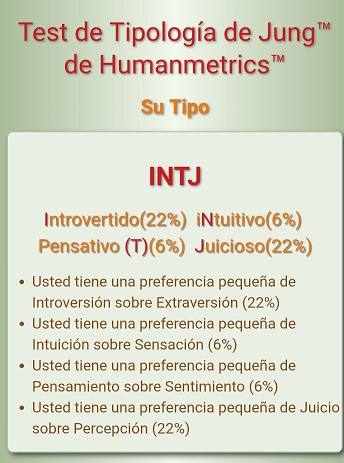 Test de Tipología de Jung™
de Humanmetrics™
Su Tipo
INTJ
Introvertido(22%) iNtuitivo(6%)
Pensativo (T)(6%) Juicioso(22%)
• Usted tiene una preferencia pequeña de
Introversión sobre Extraversión (22%)
• Usted tiene una preferencia pequeña de
Intuición sobre Sensación (6%)
• Usted tiene una preferencia pequeña de
Pensamiento sobre Sentimiento (6%)
• Usted tiene una preferencia pequeña de Juicio
sobre Percepción (22%)